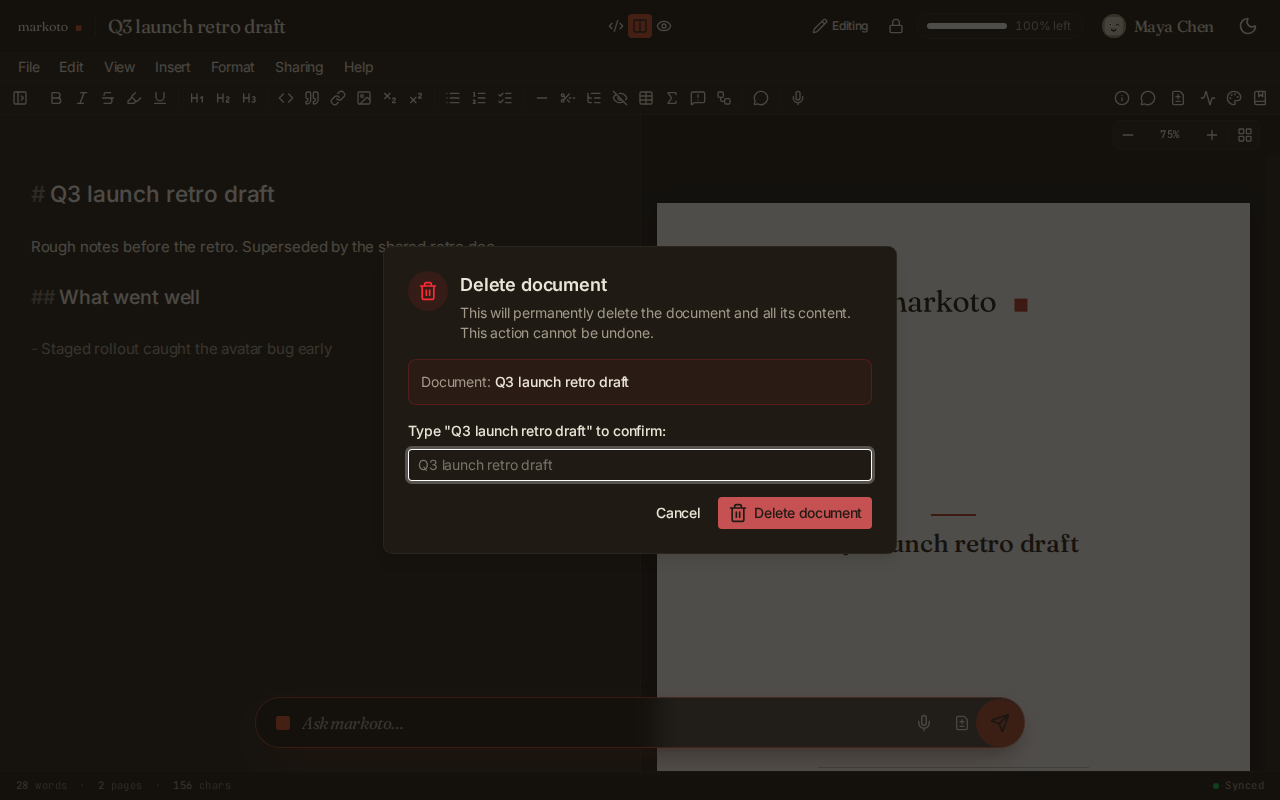 markoto
Q3 launch retro draft
Editing
100% left
Maya Chen
File Edit View Insert Format Sharing Help
H1 H2 H3
75%
# Q3 launch retro draft
Rough notes before the retro. Superseded by the shared retro doc.
## What went well
- Staged rollout caught the avatar bug early
markoto
launch retro draft
Delete document
This will permanently delete the document and all its content.
This action cannot be undone.
Document: Q3 launch retro draft
Type "Q3 launch retro draft" to confirm:
Q3 launch retro draft
Cancel
Delete document
Ask markoto...
28 words · 2 pages · 156 chars
Synced